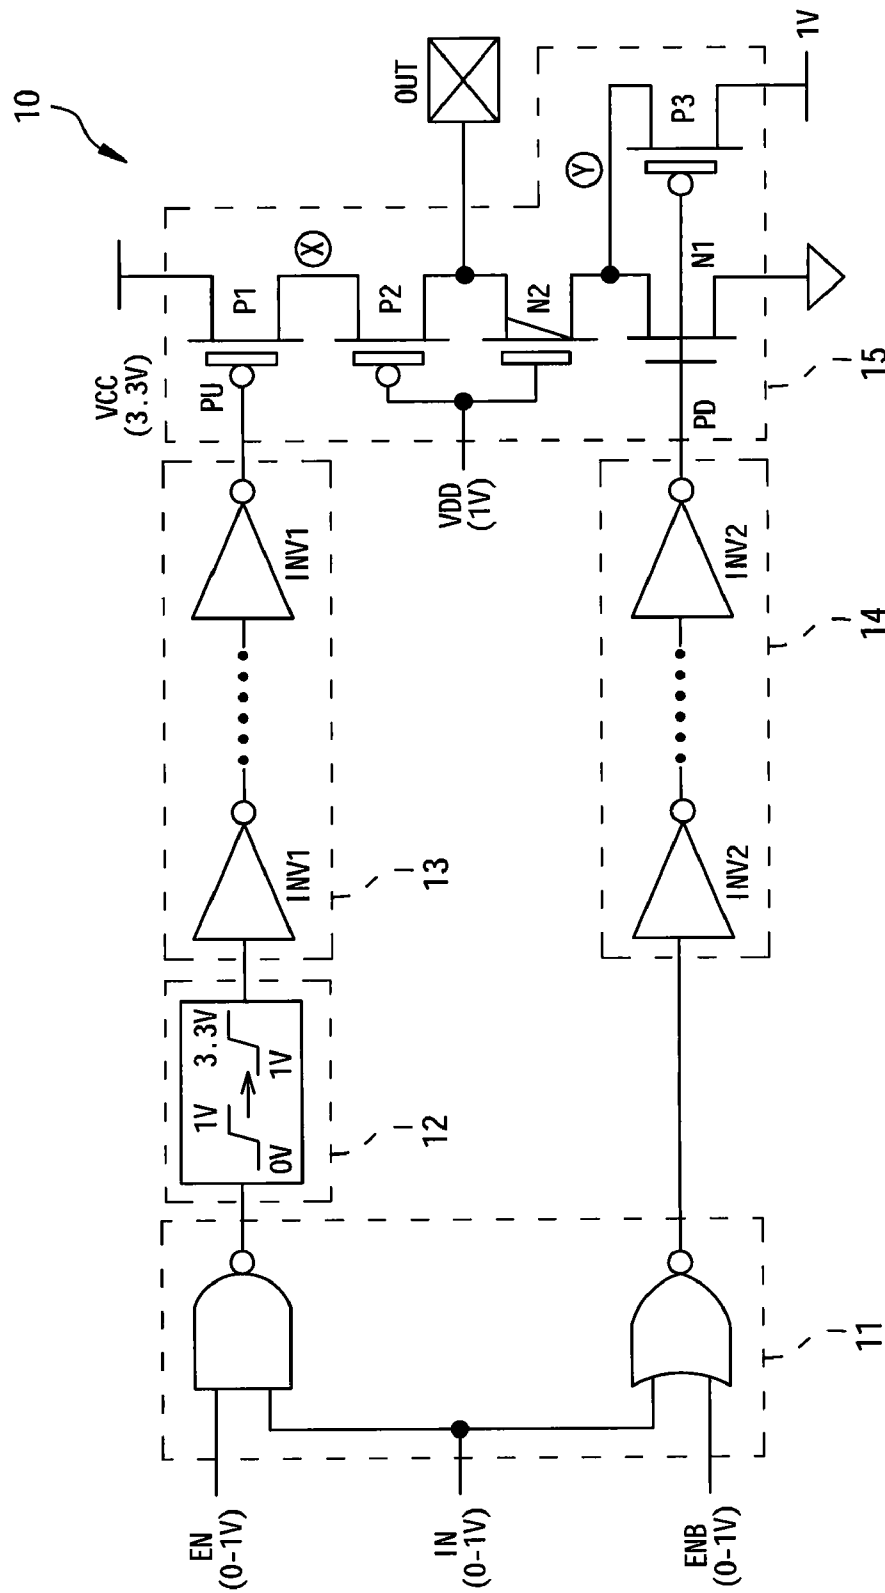 10
VCC
(3.3V)
PU
P1
X
P2
OUT
VDD
(1V)
N2
Y
PD
N1
P3
1V
15
INV1
INV1
13
1V
0V
3.3V
1V
12
INV2
INV2
14
EN
(0-1V)
IN
(0-1V)
ENB
(0-1V)
11